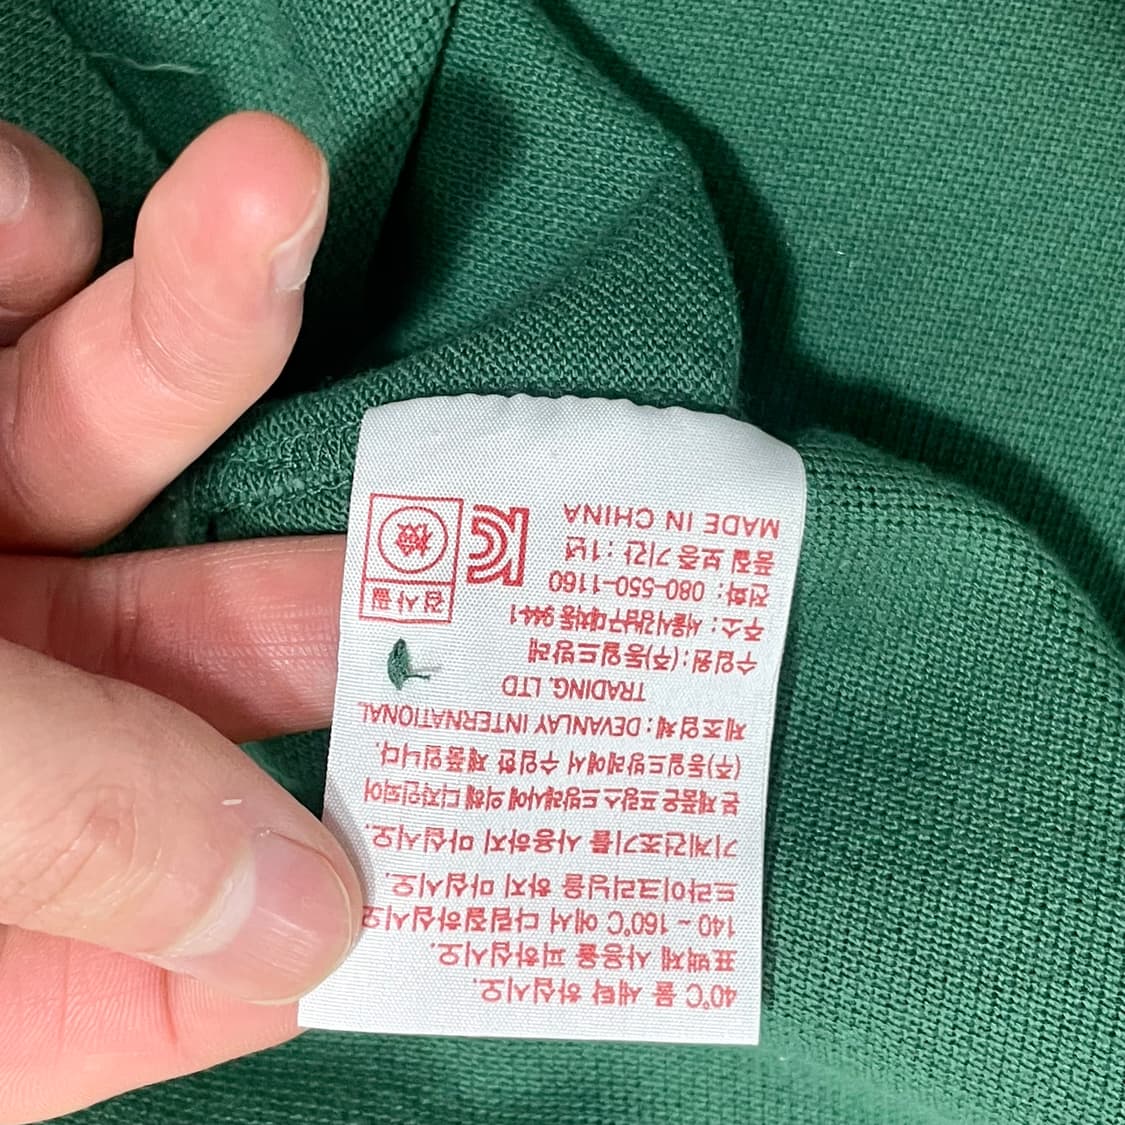 40℃ 물 세탁 하십시오.
표백제 사용을 피하십시오.
140 ~ 160℃ 에서 다림질하십시오
드라이크리닝을 하지 마십시오.
기계건조기를 사용하지 마십시오.
본 제품은 프랑스 드방레사에 의해 디자인되어
(주)동일드방레에서 수입한 제품입니다.
제조업체 : DEVANLAY INTERNATIONAL
TRADING. LTD
수입원 : (주)동일드방레
주소 : 서울시강남구대치동 944-1
전화 : 080-550-1160
품질 보증 기간 : 1년
MADE IN CHINA
검사필
檢